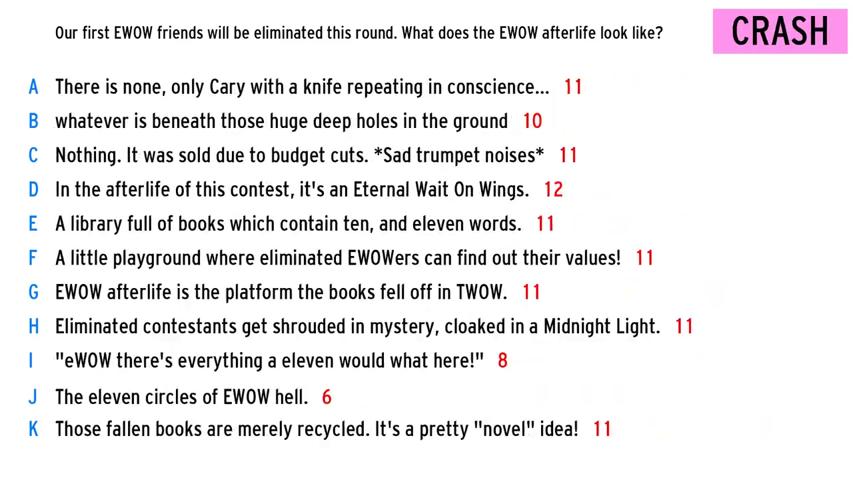 Our first EWOW friends will be eliminated this round. What does the EWOW afterlife look like?
CRASH
A There is none, only Cary with a knife repeating in conscience... 11
B whatever is beneath those huge deep holes in the ground 10
C Nothing. It was sold due to budget cuts. *Sad trumpet noises* 11
D In the afterlife of this contest, it's an Eternal Wait On Wings. 12
E A library full of books which contain ten, and eleven words. 11
F A little playground where eliminated EWOWers can find out their values! 11
G EWOW afterlife is the platform the books fell off in TWOW. 11
H Eliminated contestants get shrouded in mystery, cloaked in a Midnight Light. 11
I "eWOW there's everything a eleven would what here!" 8
J The eleven circles of EWOW hell. 6
K Those fallen books are merely recycled. It's a pretty "novel" idea! 11